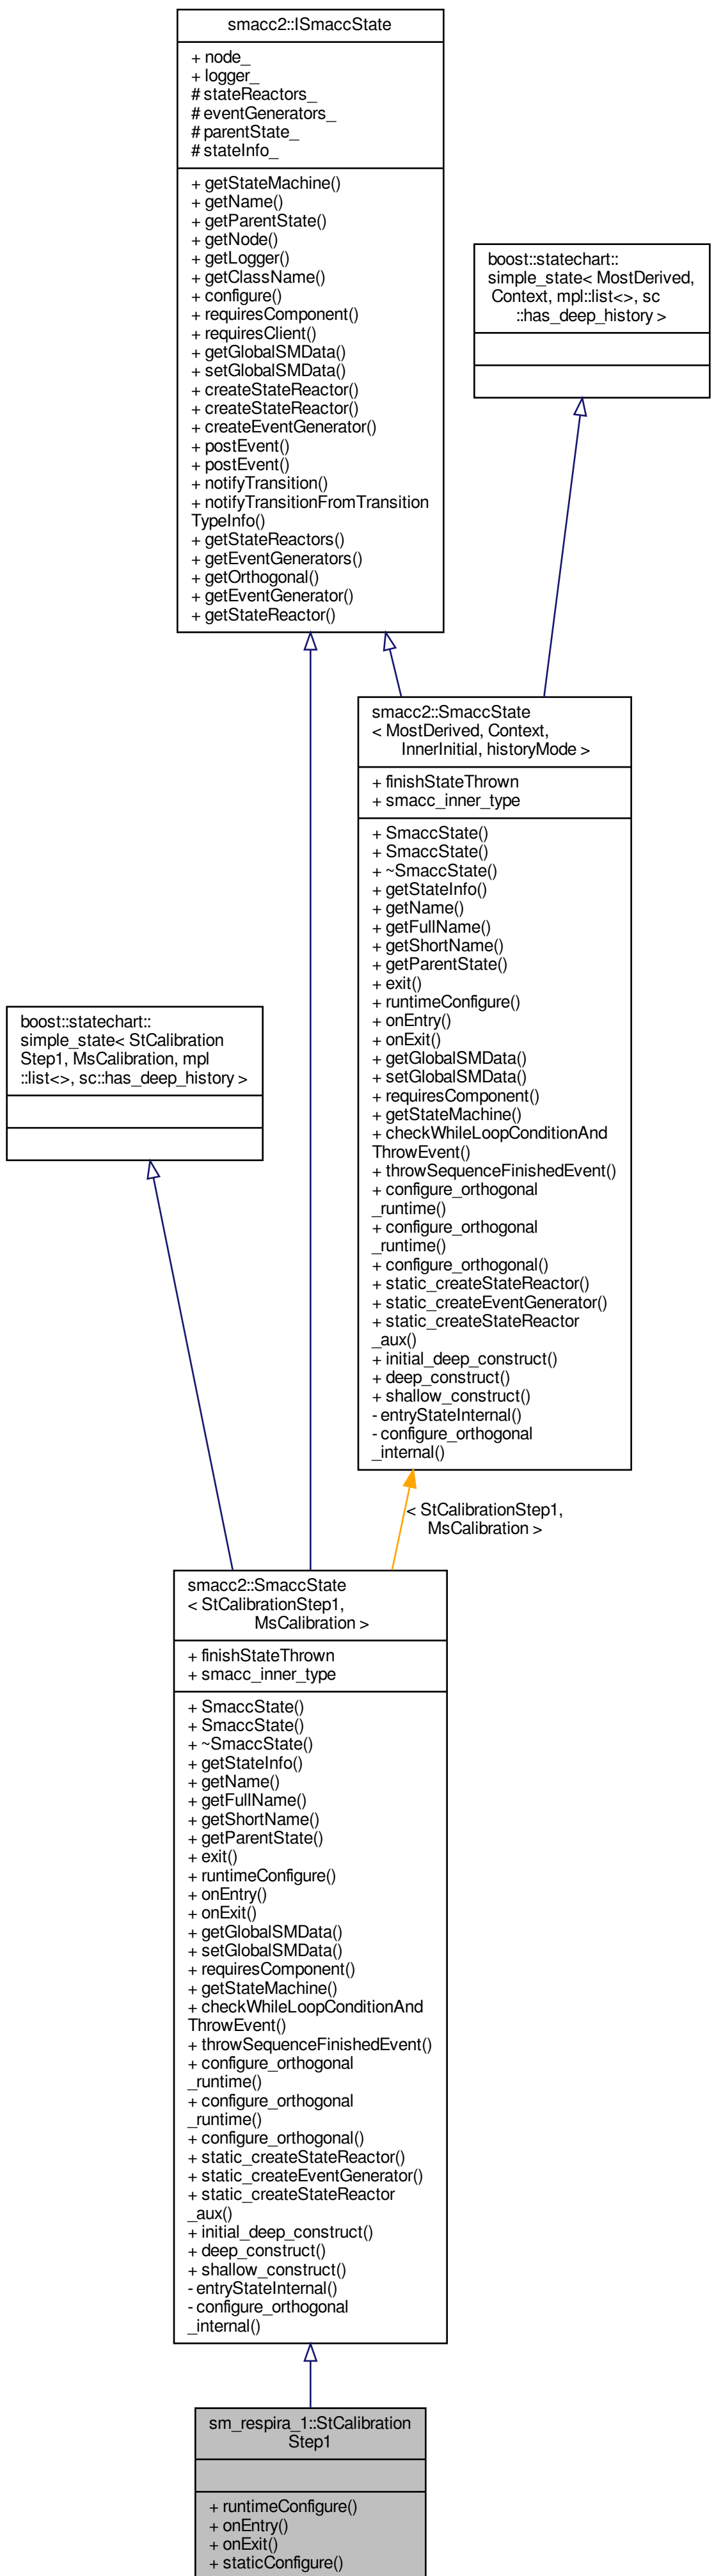 smacc2::ISmaccState
+ node_
+ logger_
# stateReactors_
# eventGenerators_
# parentState_
# stateInfo_
+ getStateMachine()
+ getName()
+ getParentState()
+ getNode()
+ getLogger()
+ getClassName()
+ configure()
+ requiresComponent()
+ requiresClient()
+ getGlobalSMData()
+ setGlobalSMData()
+ createStateReactor()
+ createStateReactor()
+ createEventGenerator()
+ postEvent()
+ postEvent()
+ notifyTransition()
+ notifyTransitionFromTransition
TypeInfo()
+ getStateReactors()
+ getEventGenerators()
+ getOrthogonal()
+ getEventGenerator()
+ getStateReactor()
boost::statechart::
simple_state< MostDerived,
Context, mpl::list<>, sc
::has_deep_history >
smacc2::SmaccState
< MostDerived, Context,
InnerInitial, historyMode >
+ finishStateThrown
+ smacc_inner_type
+ SmaccState()
+ SmaccState()
+ ~SmaccState()
+ getStateInfo()
+ getName()
+ getFullName()
+ getShortName()
+ getParentState()
+ exit()
+ runtimeConfigure()
+ onEntry()
+ onExit()
+ getGlobalSMData()
+ setGlobalSMData()
+ requiresComponent()
+ getStateMachine()
+ checkWhileLoopConditionAnd
ThrowEvent()
+ throwSequenceFinishedEvent()
+ configure_orthogonal
_runtime()
+ configure_orthogonal
_runtime()
+ configure_orthogonal()
+ static_createStateReactor()
+ static_createEventGenerator()
+ static_createStateReactor
_aux()
+ initial_deep_construct()
+ deep_construct()
+ shallow_construct()
- entryStateInternal()
- configure_orthogonal
_internal()
boost::statechart::
simple_state< StCalibration
Step1, MsCalibration, mpl
::list<>, sc::has_deep_history >
< StCalibrationStep1,
MsCalibration >
smacc2::SmaccState
< StCalibrationStep1,
MsCalibration >
+ finishStateThrown
+ smacc_inner_type
+ SmaccState()
+ SmaccState()
+ ~SmaccState()
+ getStateInfo()
+ getName()
+ getFullName()
+ getShortName()
+ getParentState()
+ exit()
+ runtimeConfigure()
+ onEntry()
+ onExit()
+ getGlobalSMData()
+ setGlobalSMData()
+ requiresComponent()
+ getStateMachine()
+ checkWhileLoopConditionAnd
ThrowEvent()
+ throwSequenceFinishedEvent()
+ configure_orthogonal
_runtime()
+ configure_orthogonal
_runtime()
+ configure_orthogonal()
+ static_createStateReactor()
+ static_createEventGenerator()
+ static_createStateReactor
_aux()
+ initial_deep_construct()
+ deep_construct()
+ shallow_construct()
- entryStateInternal()
- configure_orthogonal
_internal()
sm_respira_1::StCalibration
Step1
+ runtimeConfigure()
+ onEntry()
+ onExit()
+ staticConfigure()